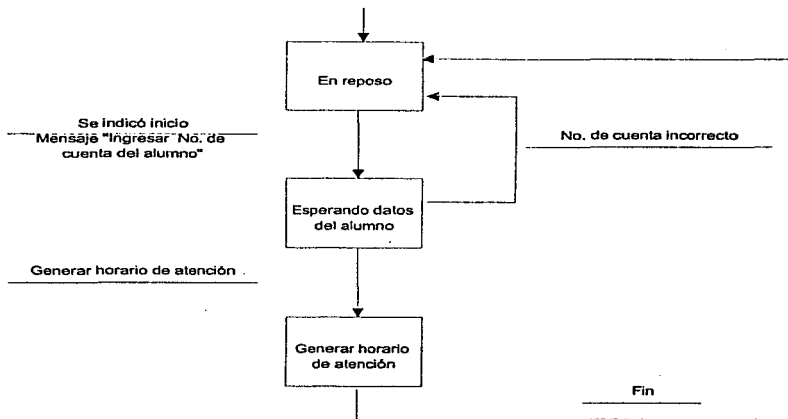 En reposo
Se indicó inicio
Mensaje "Ingresar No. de
cuenta del alumno"
No. de cuenta incorrecto
Esperando datos
del alumno
Generar horario de atención
Generar horario
de atención
Fin